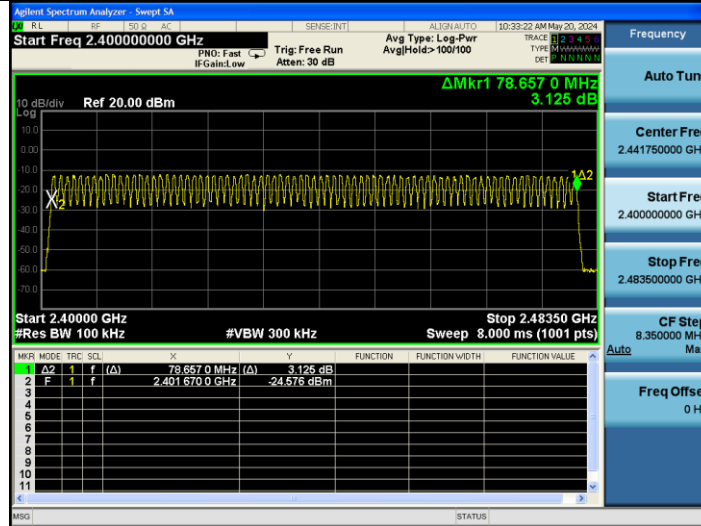 Agilent Spectrum Analyzer - Swept SA
RL RF 50 Ω AC SENSE:INT ALIGN AUTO 10:33:22 AM May 20, 2024
Start Freq 2.400000000 GHz
PNO: Fast
IFGain:Low
Trig: Free Run
Atten: 30 dB
Avg Type: Log-Pwr
Avg|Hold:> 100/100
TRACE 1 2 3 4 5 6
TYPE M
DET P N N N N N
ΔMkr1 78.657 0 MHz
3.125 dB
10 dB/div Ref 20.00 dBm
Log
10.0
0.00
-10.0
-20.0
-30.0
-40.0
-50.0
-60.0
-70.0
1Δ2
2
Start 2.40000 GHz Stop 2.48350 GHz
#Res BW 100 kHz #VBW 300 kHz Sweep 8.000 ms (1001 pts)
MKR MODE TRC SCL X Y FUNCTION FUNCTION WIDTH FUNCTION VALUE
1 Δ2 1 f (Δ) 78.657 0 MHz (Δ) 3.125 dB
2 F 1 f 2.401 670 0 GHz -24.576 dBm
3
4
5
6
7
8
9
10
11
MSG STATUS
Frequency
Auto Tun
Center Fre
2.441750000 GH
Start Fre
2.400000000 GH
Stop Fre
2.483500000 GH
CF Step
8.350000 MH
Auto Ma
Freq Offse
0 H